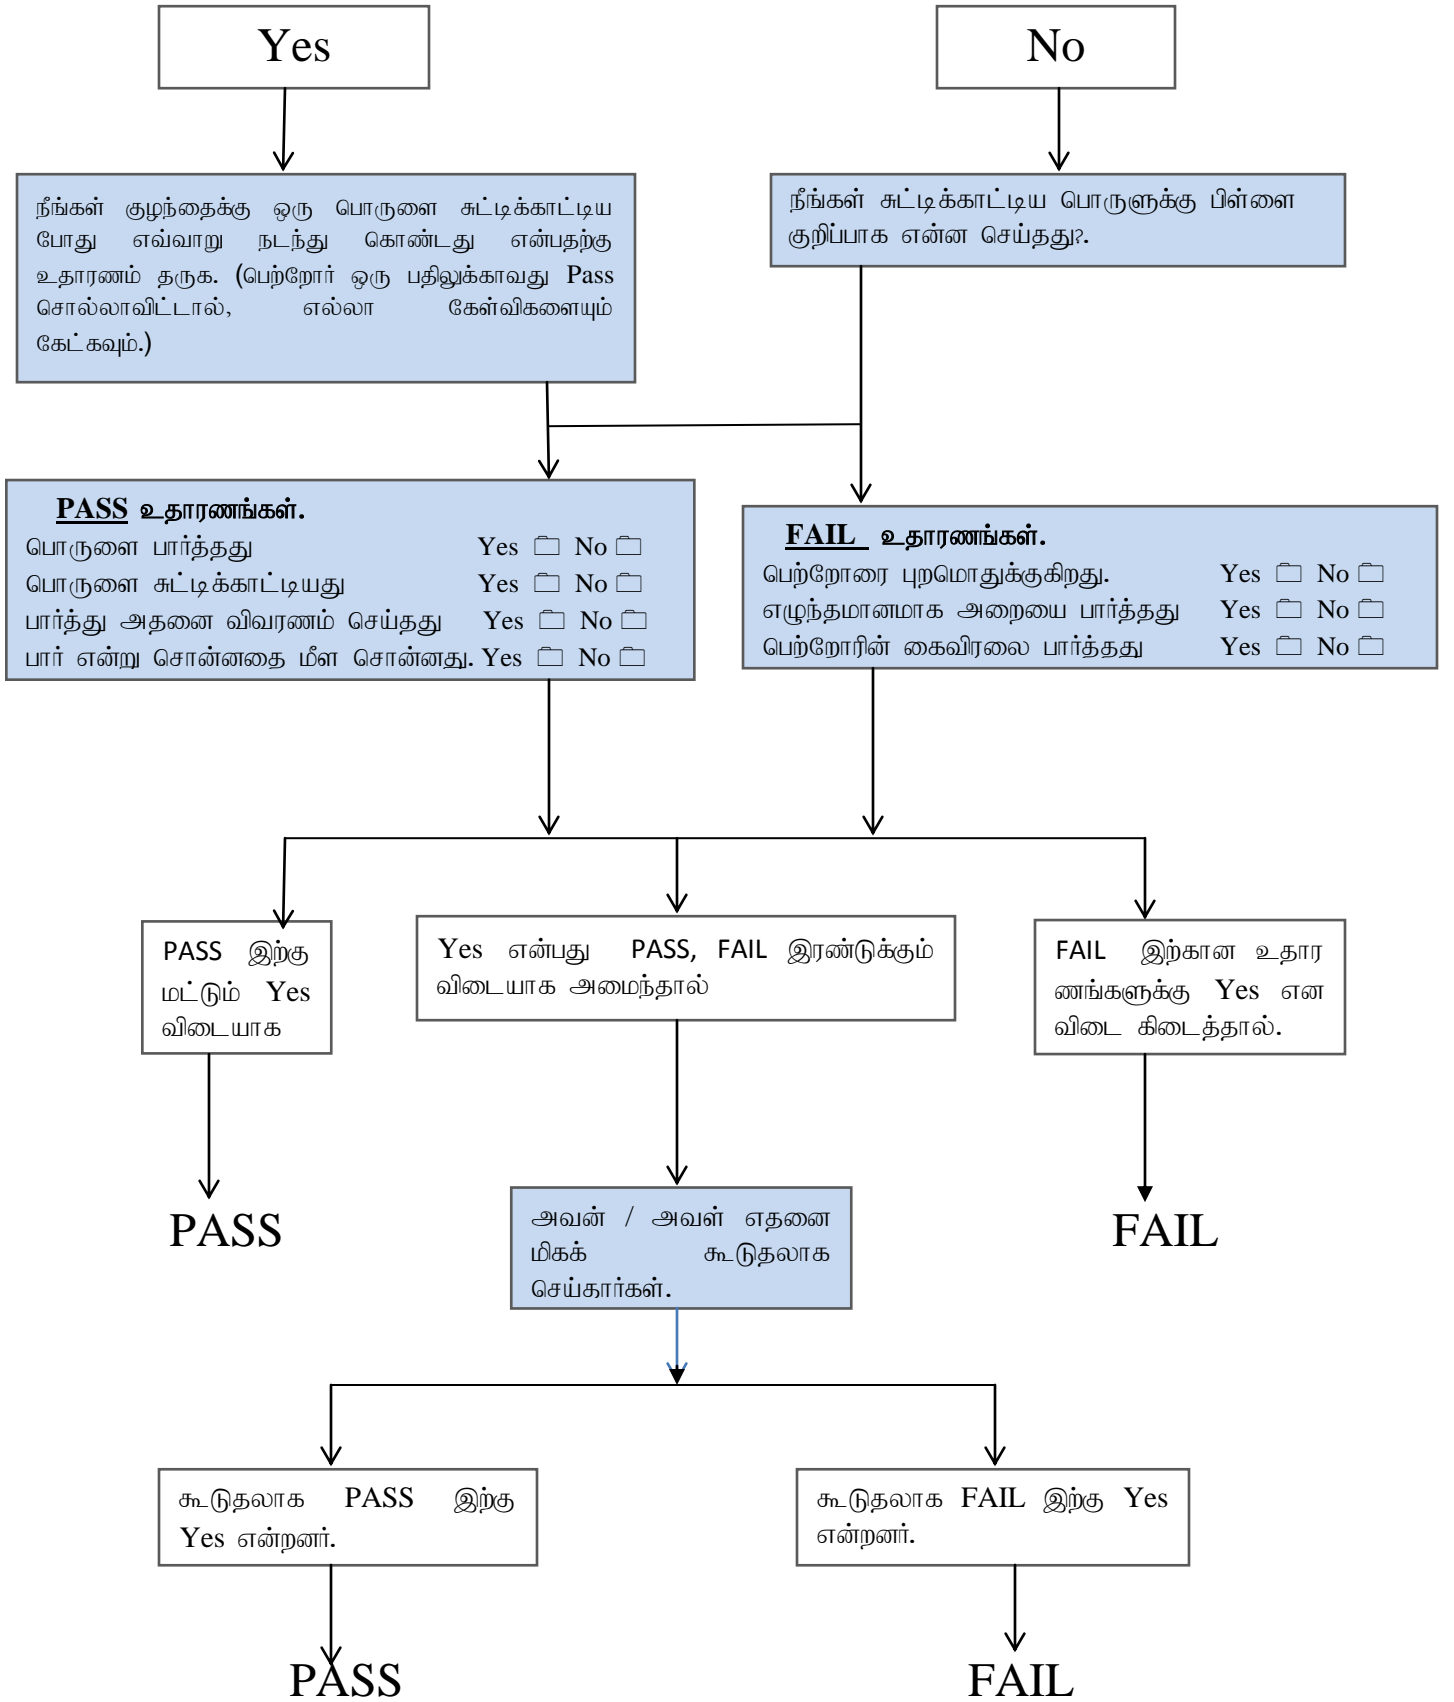 Yes
No
நீங்கள் குழந்தைக்கு ஒரு பொருளை சுட்டிக்காட்டிய
போது எவ்வாறு நடந்து கொண்டது என்பதற்கு
உதாரணம் தருக. (பெற்றோர் ஒரு பதிலுக்காவது Pass
சொல்லாவிட்டால், எல்லா கேள்விகளையும்
கேட்கவும்.)
நீங்கள் சுட்டிக்காட்டிய பொருளுக்கு பிள்ளை
குறிப்பாக என்ன செய்தது?.
PASS உதாரணங்கள்.
பொருளை பார்த்தது Yes No
பொருளை சுட்டிக்காட்டியது Yes No
பார்த்து அதனை விவரணம் செய்தது Yes No
பார் என்று சொன்னதை மீள சொன்னது. Yes No
FAIL உதாரணங்கள்.
பெற்றோரை புறமொதுக்குகிறது. Yes No
எழுந்தமானமாக அறையை பார்த்தது Yes No
பெற்றோரின் கைவிரலை பார்த்தது Yes No
PASS இற்கு
மட்டும் Yes
விடையாக
Yes என்பது PASS, FAIL இரண்டுக்கும்
விடையாக அமைந்தால்
FAIL இற்கான உதார
ணங்களுக்கு Yes என
விடை கிடைத்தால்.
PASS
FAIL
அவன் / அவள் எதனை
மிகக் கூடுதலாக
செய்தார்கள்.
கூடுதலாக PASS இற்கு
Yes என்றனர்.
கூடுதலாக FAIL இற்கு Yes
என்றனர்.
PASS
FAIL